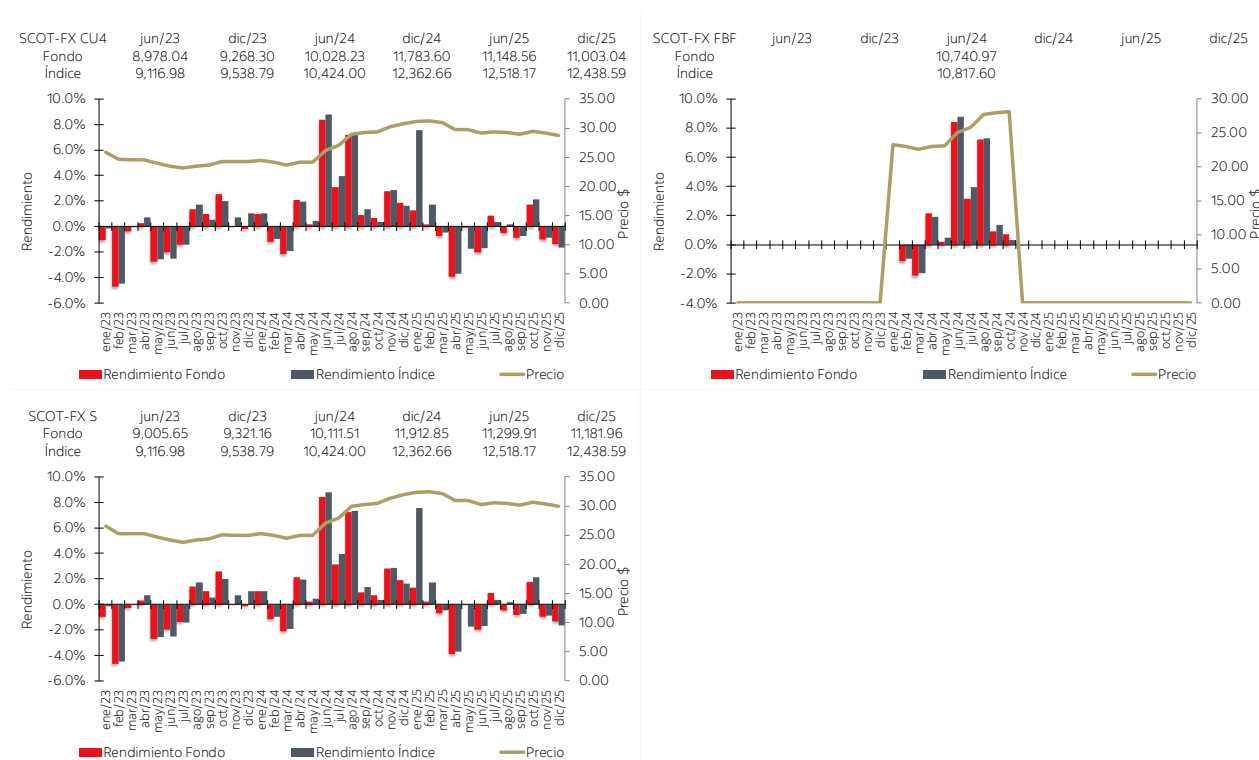 SCOT-FX CU4 jun/23 dic/23 jun/24 dic/24 jun/25 dic/25
Fondo 8,978.04 9,268.30 10,028.23 11,783.60 11,148.56 11,003.04
Índice 9,116.98 9,538.79 10,424.00 12,362.66 12,518.17 12,438.59
10.0%
8.0%
6.0%
4.0%
2.0%
0.0%
-2.0%
-4.0%
-6.0%
Rendimiento
35.00
30.00
25.00
20.00
15.00
10.00
5.00
0.00
Precio $
ene/23 feb/23 mar/23 abr/23 may/23 jun/23 jul/23 ago/23 sep/23 oct/23 nov/23 dic/23 ene/24 feb/24 mar/24 abr/24 may/24 jun/24 jul/24 ago/24 sep/24 oct/24 nov/24 dic/24 ene/25 feb/25 mar/25 abr/25 may/25 jun/25 jul/25 ago/25 sep/25 oct/25 nov/25 dic/25
Rendimiento Fondo Rendimiento Índice Precio
SCOT-FX FBF jun/23 dic/23 jun/24 dic/24 jun/25 dic/25
Fondo 10,740.97
Índice 10,817.60
10.0%
8.0%
6.0%
4.0%
2.0%
0.0%
-2.0%
-4.0%
Rendimiento
30.00
25.00
20.00
15.00
10.00
5.00
0.00
Precio $
ene/23 feb/23 mar/23 abr/23 may/23 jun/23 jul/23 ago/23 sep/23 oct/23 nov/23 dic/23 ene/24 feb/24 mar/24 abr/24 may/24 jun/24 jul/24 ago/24 sep/24 oct/24 nov/24 dic/24 ene/25 feb/25 mar/25 abr/25 may/25 jun/25 jul/25 ago/25 sep/25 oct/25 nov/25 dic/25
Rendimiento Fondo Rendimiento Índice Precio
SCOT-FX S jun/23 dic/23 jun/24 dic/24 jun/25 dic/25
Fondo 9,005.65 9,321.16 10,111.51 11,912.85 11,299.91 11,181.96
Índice 9,116.98 9,538.79 10,424.00 12,362.66 12,518.17 12,438.59
10.0%
8.0%
6.0%
4.0%
2.0%
0.0%
-2.0%
-4.0%
-6.0%
Rendimiento
35.00
30.00
25.00
20.00
15.00
10.00
5.00
0.00
Precio $
ene/23 feb/23 mar/23 abr/23 may/23 jun/23 jul/23 ago/23 sep/23 oct/23 nov/23 dic/23 ene/24 feb/24 mar/24 abr/24 may/24 jun/24 jul/24 ago/24 sep/24 oct/24 nov/24 dic/24 ene/25 feb/25 mar/25 abr/25 may/25 jun/25 jul/25 ago/25 sep/25 oct/25 nov/25 dic/25
Rendimiento Fondo Rendimiento Índice Precio